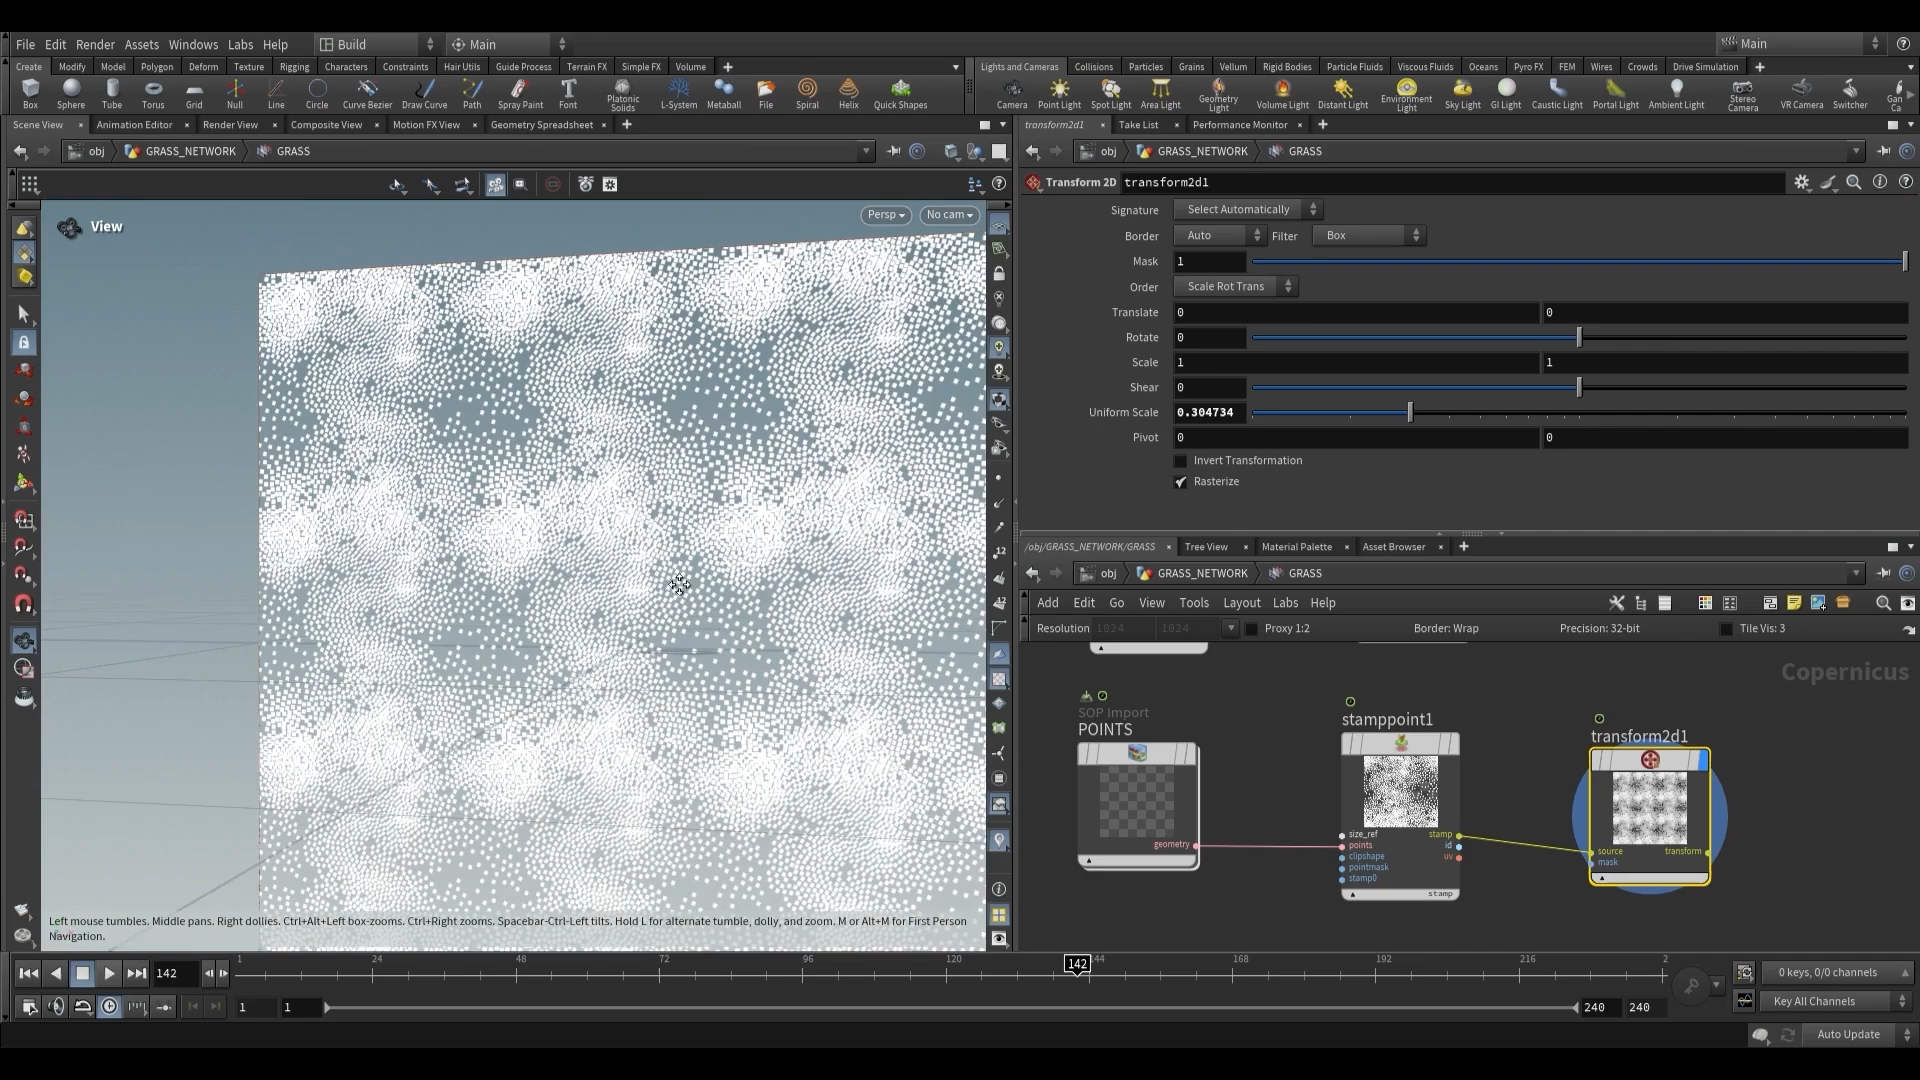 File Edit Render Assets Windows Labs Help Build Main Main
Create Modify Model Polygon Deform Texture Rigging Characters Constraints Hair Utils Guide Process Terrain FX Simple FX Volume
Lights and Cameras Collisions Particles Grains Vellum Rigid Bodies Particle Fluids Viscous Fluids Oceans Pyro FX FEM Wires Crowds Drive Simulation
Box Sphere Tube Torus Grid Null Line Circle Curve Bezier Draw Curve Path Spray Paint Font Platonic Solids L-System Metaball File Spiral Helix Quick Shapes
Camera Point Light Spot Light Area Light Geometry Light Volume Light Distant Light Environment Light Sky Light GI Light Caustic Light Portal Light Ambient Light Stereo Camera VR Camera Switcher Gan Ca
Scene View Animation Editor Render View Composite View Motion FX View Geometry Spreadsheet
transform2d1 Take List Performance Monitor
obj GRASS_NETWORK GRASS
obj GRASS_NETWORK GRASS
Transform 2D transform2d1
View Persp No cam
Signature Select Automatically
Border Auto Filter Box
Mask 1
Order Scale Rot Trans
Translate 0 0
Rotate 0
Scale 1 1
Shear 0
Uniform Scale 0.304734
Pivot 0 0
Invert Transformation
Rasterize
/obj/GRASS_NETWORK/GRASS Tree View Material Palette Asset Browser
obj GRASS_NETWORK GRASS
Add Edit Go View Tools Layout Labs Help
Resolution 1024 1024 Proxy 1:2 Border: Wrap Precision: 32-bit Tile Vis: 3
Copernicus
SOP Import
POINTS
geometry
stamppoint1
size_ref stamp
points id
clipshape uv
pointmask
stamp0
stamp
transform2d1
source transform
mask
12
12
Left mouse tumbles. Middle pans. Right dollies. Ctrl+Alt+Left box-zooms. Ctrl+Right zooms. Spacebar-Ctrl-Left tilts. Hold L for alternate tumble, dolly, and zoom. M or Alt+M for First Person
Navigation.
142 1 24 48 72 96 120 142 144 168 192 216 2
0 keys, 0/0 channels
1 1 240 240 Key All Channels
Auto Update